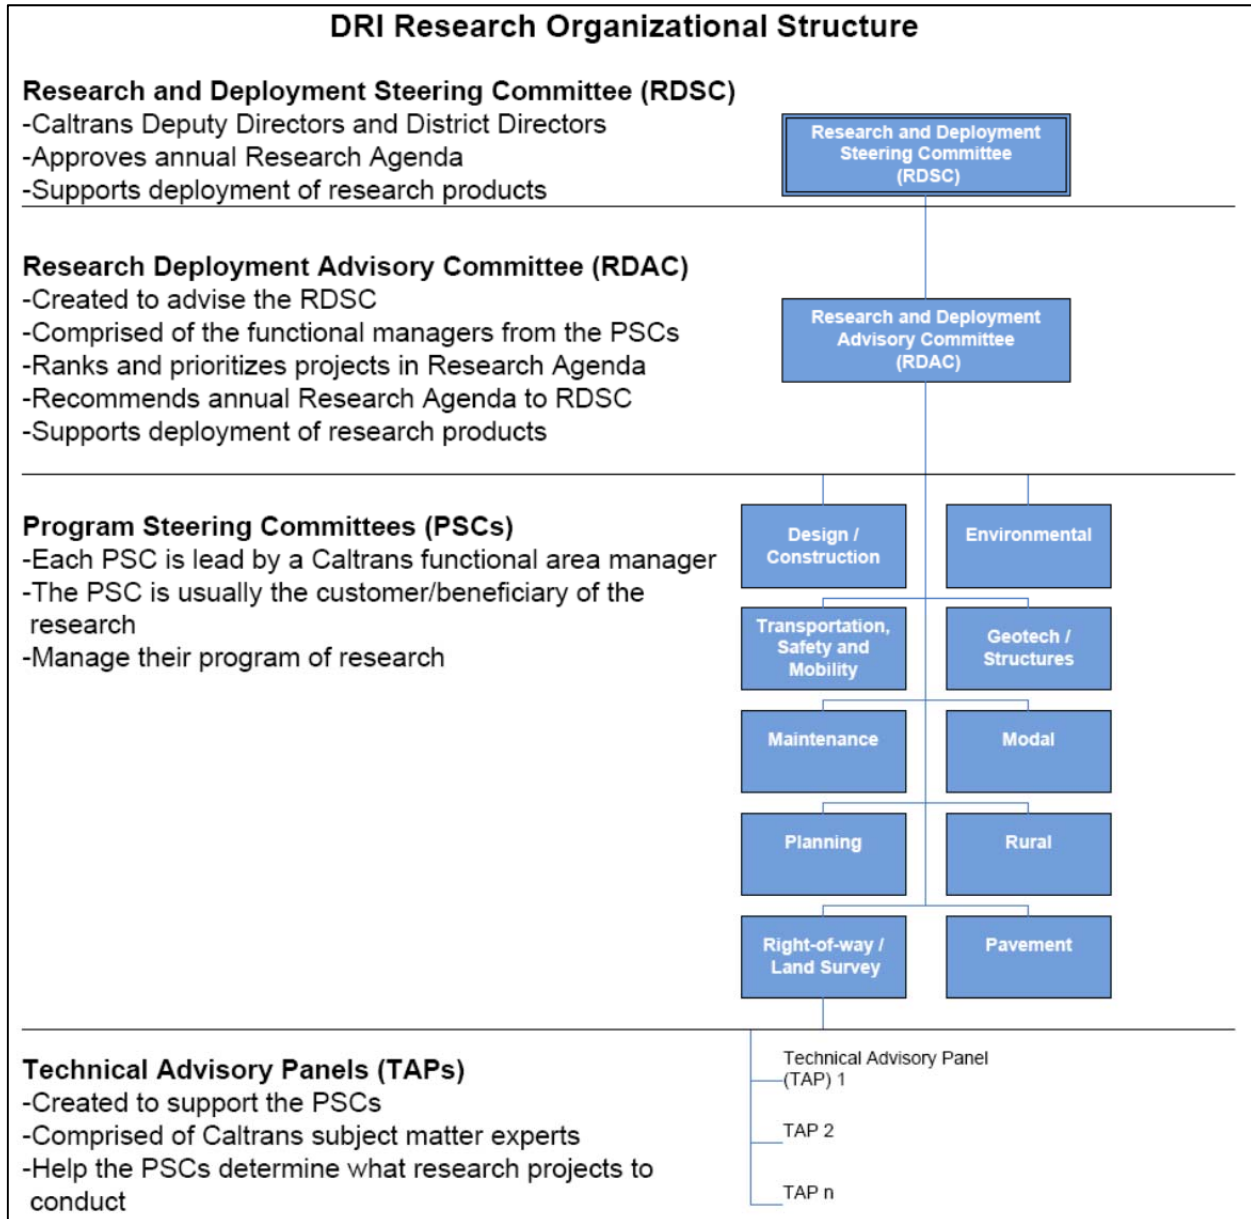 DRI Research Organizational Structure
Research and Deployment Steering Committee (RDSC)
-Caltrans Deputy Directors and District Directors
-Approves annual Research Agenda
-Supports deployment of research products
Research and Deployment
Steering Committee
(RDSC)
Research Deployment Advisory Committee (RDAC)
-Created to advise the RDSC
-Comprised of the functional managers from the PSCs
-Ranks and prioritizes projects in Research Agenda
-Recommends annual Research Agenda to RDSC
-Supports deployment of research products
Research and Deployment
Advisory Committee
(RDAC)
Program Steering Committees (PSCs)
-Each PSC is lead by a Caltrans functional area manager
-The PSC is usually the customer/beneficiary of the
research
-Manage their program of research
Design /
Construction
Environmental
Transportation,
Safety and
Mobility
Geotech /
Structures
Maintenance
Modal
Planning
Rural
Right-of-way /
Land Survey
Pavement
Technical Advisory Panels (TAPs)
-Created to support the PSCs
-Comprised of Caltrans subject matter experts
-Help the PSCs determine what research projects to
conduct
Technical Advisory Panel
(TAP) 1
TAP 2
TAP n